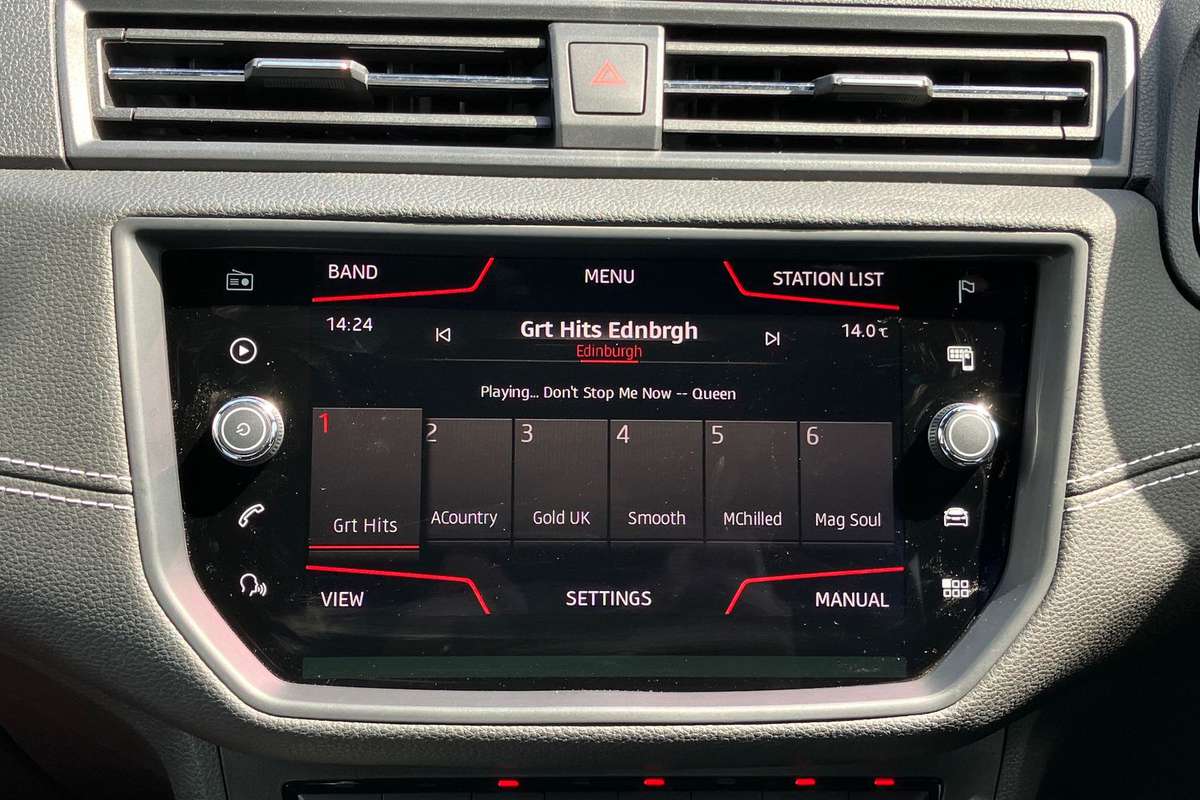 BAND MENU STATION LIST
14:24 Grt Hits Ednbrgh 14.0°C
Edinburgh
Playing... Don't Stop Me Now -- Queen
1 2 3 4 5 6
Grt Hits ACountry Gold UK Smooth MChilled Mag Soul
VIEW SETTINGS MANUAL